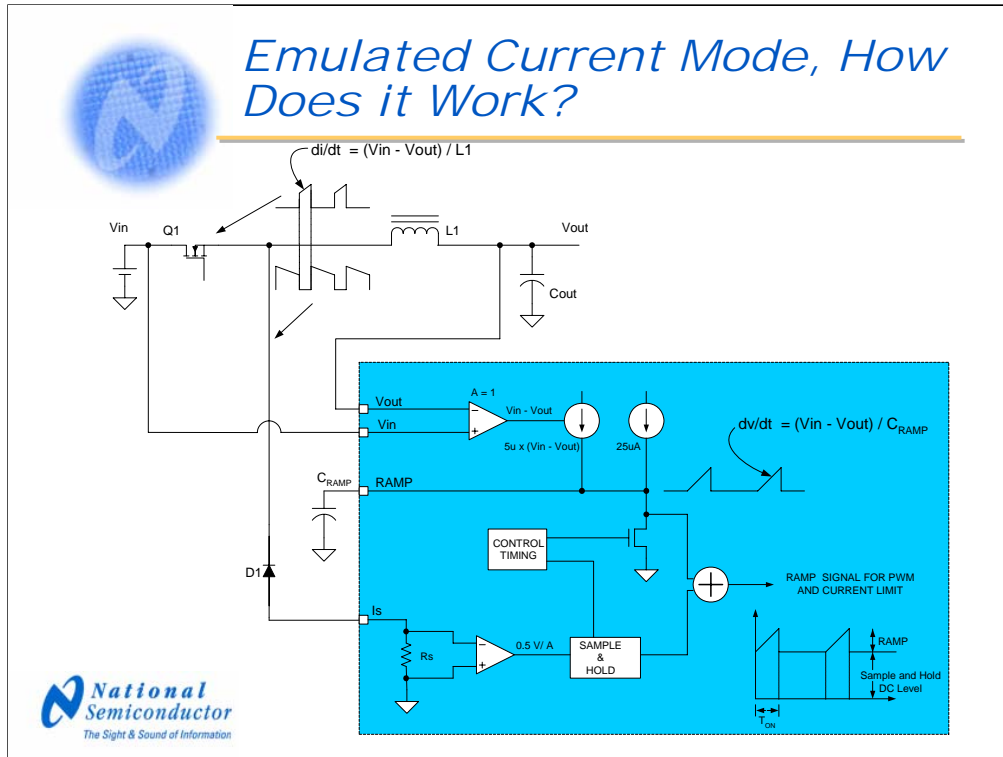 Emulated Current Mode, How
Does it Work?
di/dt = (Vin - Vout) / L1
Vin
Q1
L1
Vout
Cout
A = 1
Vout
Vin - Vout
Vin
5u x (Vin - Vout)
25uA
dv/dt = (Vin - Vout) / CRAMP
CRAMP
RAMP
CONTROL
TIMING
D1
RAMP SIGNAL FOR PWM
AND CURRENT LIMIT
Is
Rs
0.5 V/ A
SAMPLE
&
HOLD
RAMP
Sample and Hold
DC Level
TON
National
Semiconductor
The Sight & Sound of Information